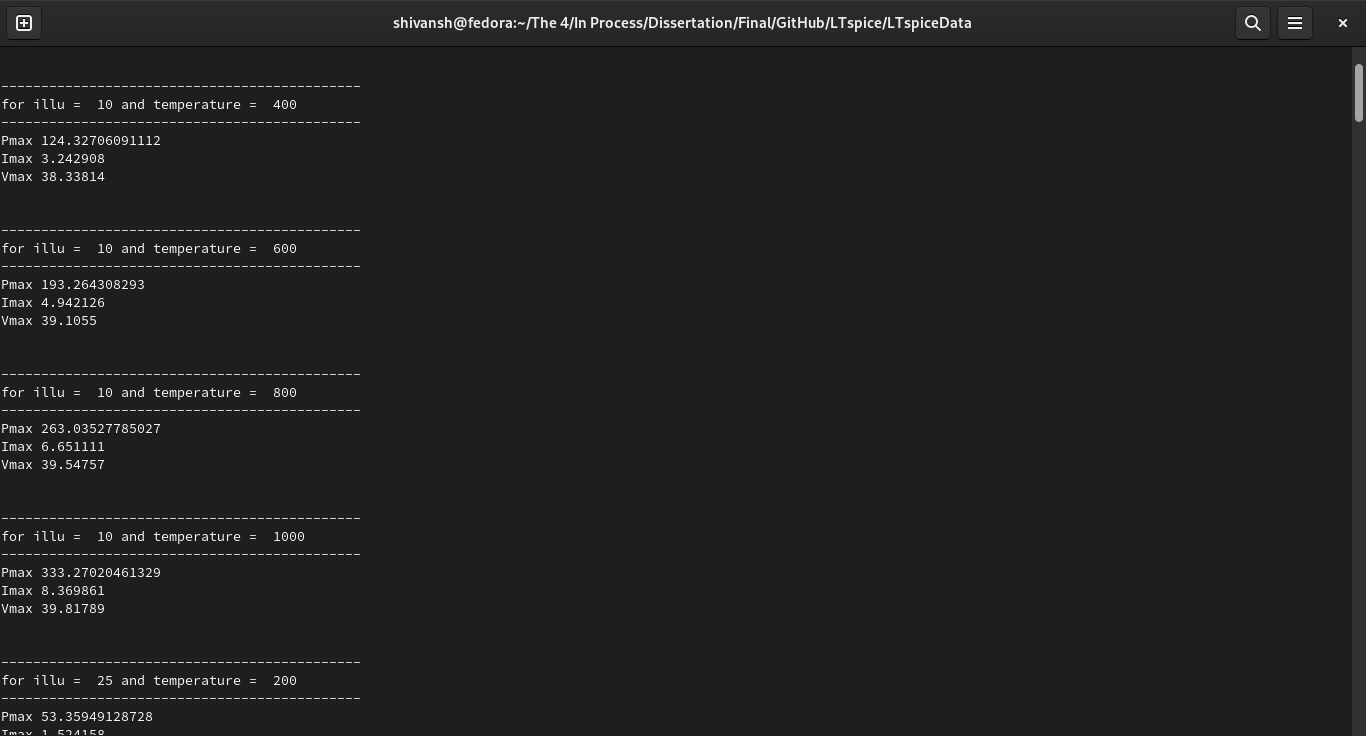 shivansh@fedora:~/The 4/In Process/Dissertation/Final/GitHub/LTspice/LTspiceData
---------------------------------------------
for illu =  10 and temperature =  400
---------------------------------------------
Pmax 124.32706091112
Imax 3.242908
Vmax 38.33814
---------------------------------------------
for illu =  10 and temperature =  600
---------------------------------------------
Pmax 193.264308293
Imax 4.942126
Vmax 39.1055
---------------------------------------------
for illu =  10 and temperature =  800
---------------------------------------------
Pmax 263.03527785027
Imax 6.651111
Vmax 39.54757
---------------------------------------------
for illu =  10 and temperature =  1000
---------------------------------------------
Pmax 333.27020461329
Imax 8.369861
Vmax 39.81789
---------------------------------------------
for illu =  25 and temperature =  200
---------------------------------------------
Pmax 53.35949128728
Imax 1.524158